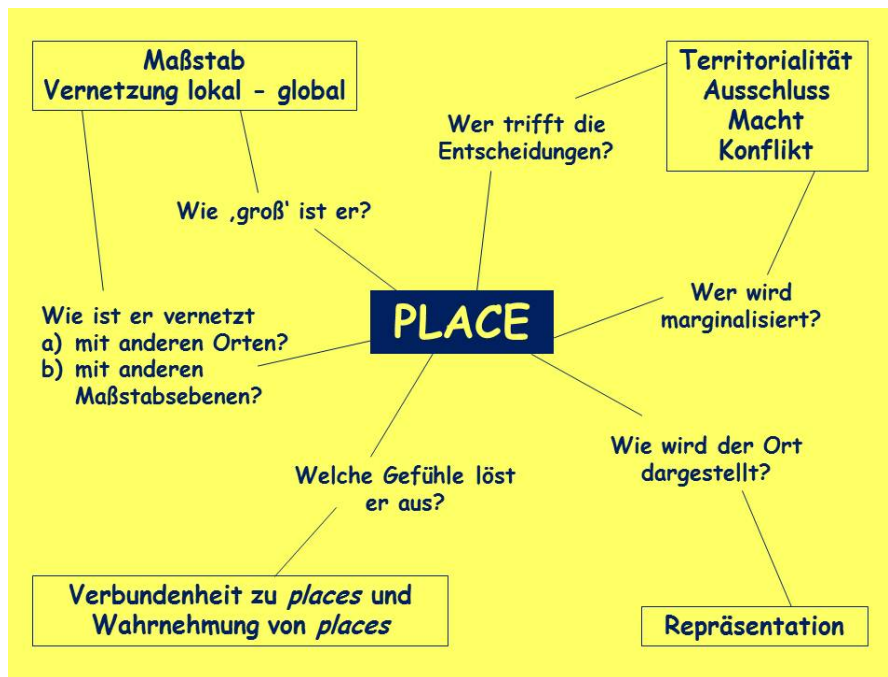 Maßstab
Vernetzung lokal - global
Territorialität
Ausschluss
Macht
Konflikt
Wer trifft die
Entscheidungen?
Wie ‚groß‘ ist er?
Wer wird
marginalisiert?
PLACE
Wie ist er vernetzt
a) mit anderen Orten?
b) mit anderen
Maßstabsebenen?
Wie wird der Ort
dargestellt?
Welche Gefühle löst
er aus?
Verbundenheit zu places und
Wahrnehmung von places
Repräsentation